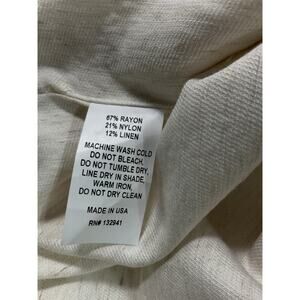 67% RAYON
21% NYLON
12% LINEN
MACHINE WASH COLD
DO NOT BLEACH,
DO NOT TUMBLE DRY,
LINE DRY IN SHADE,
WARM IRON,
DO NOT DRY CLEAN
MADE IN USA
RN# 132941